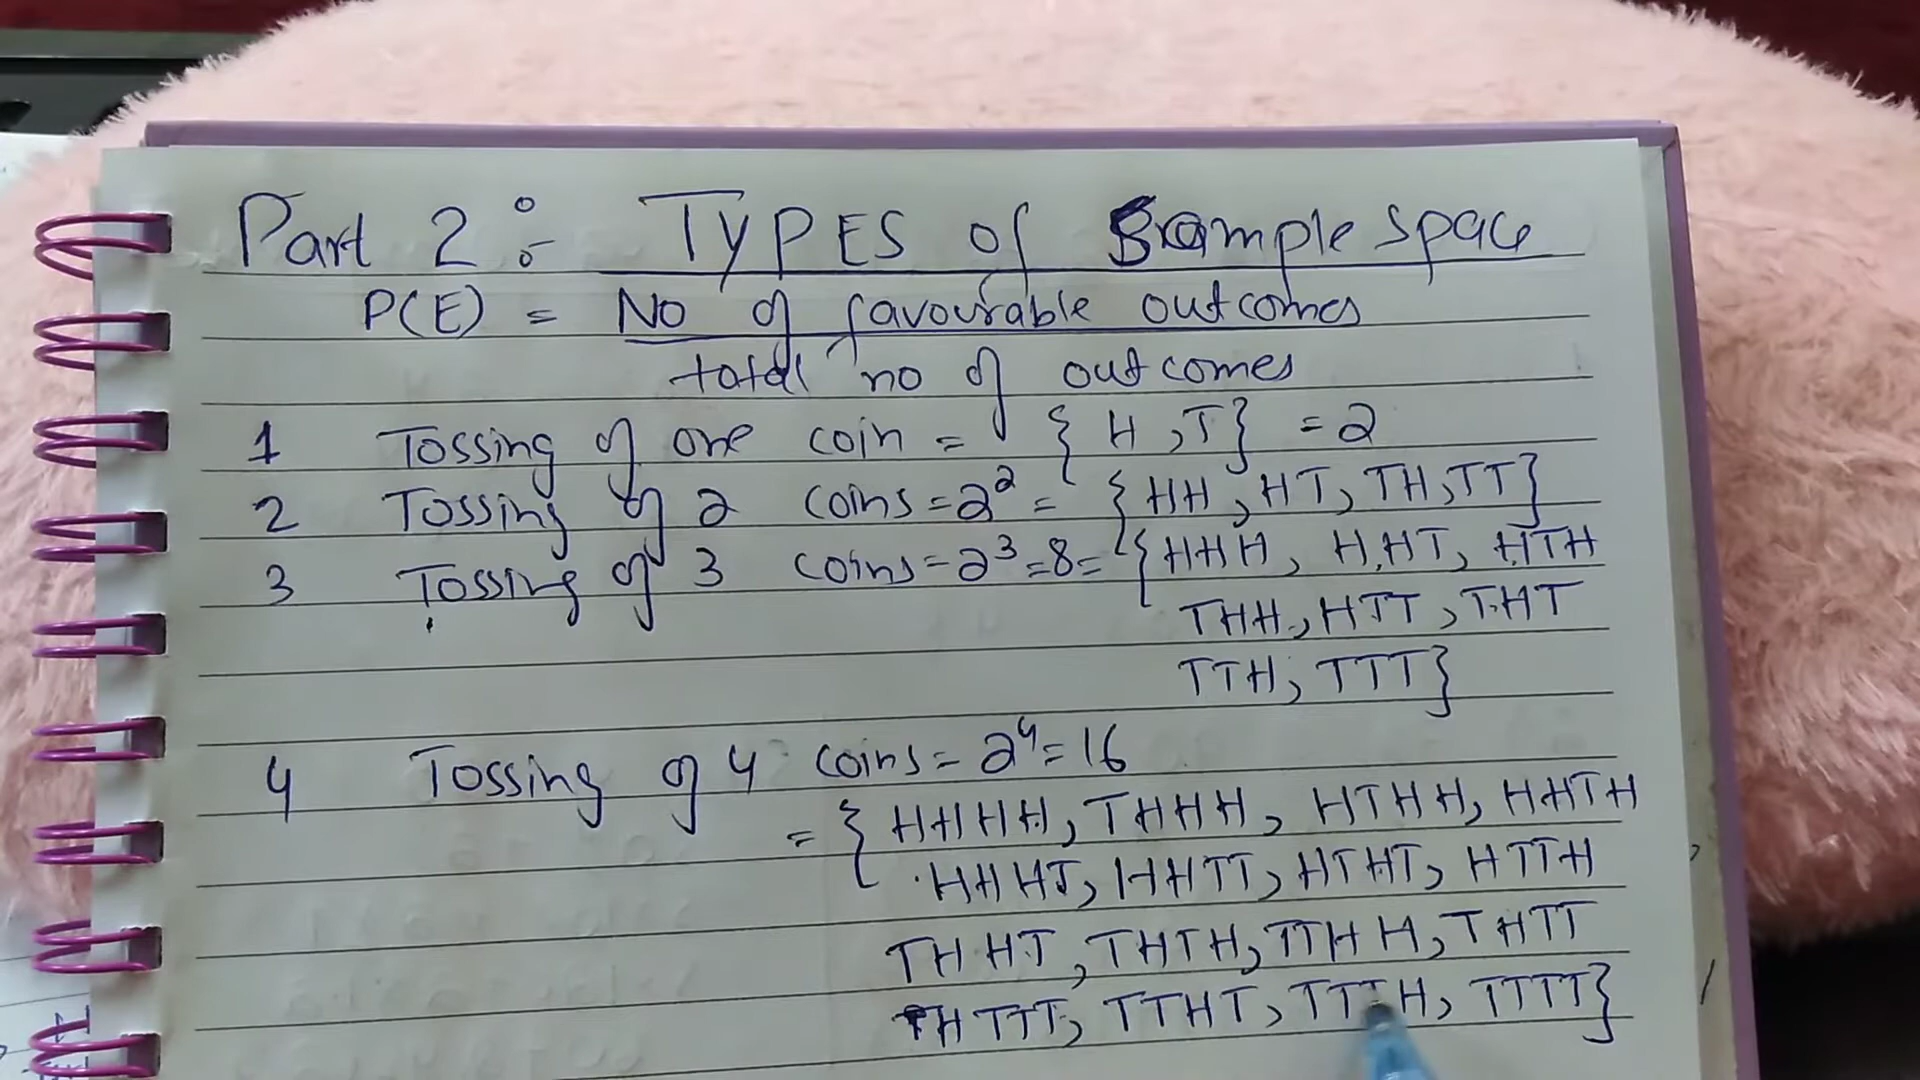 Part 2 :- TYPES of Sample space
P(E) = No of favourable outcomes
total no of outcomes
1 Tossing of one coin = { H , T } = 2
2 Tossing of 2 coins = 2² = { HH , HT, TH, TT }
3 Tossing of 3 coins = 2³ = 8 = { HHH, HHT, HTH
THH, HTT, THT
TTH, TTT }
4 Tossing of 4 coins = 2⁴ = 16
= { HHHH, THHH, HTHH, HHTH
HHHT, HHTT, HTHT, HTTH
THHT, THTH, TTHH, THTT
HTTT, TTHT, TTTH, TTTT }